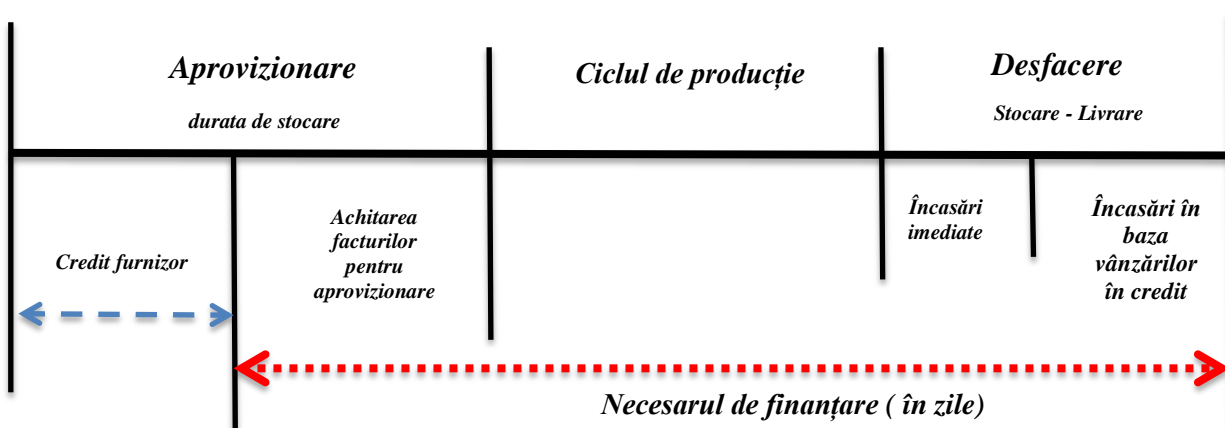 Aprovizionare
durata de stocare
Ciclul de producție
Desfacere
Stocare - Livrare
Credit furnizor
Achitarea
facturilor
pentru
aprovizionare
Încasări
imediate
Încasări în
baza
vânzărilor
în credit
Necesarul de finanțare ( în zile)